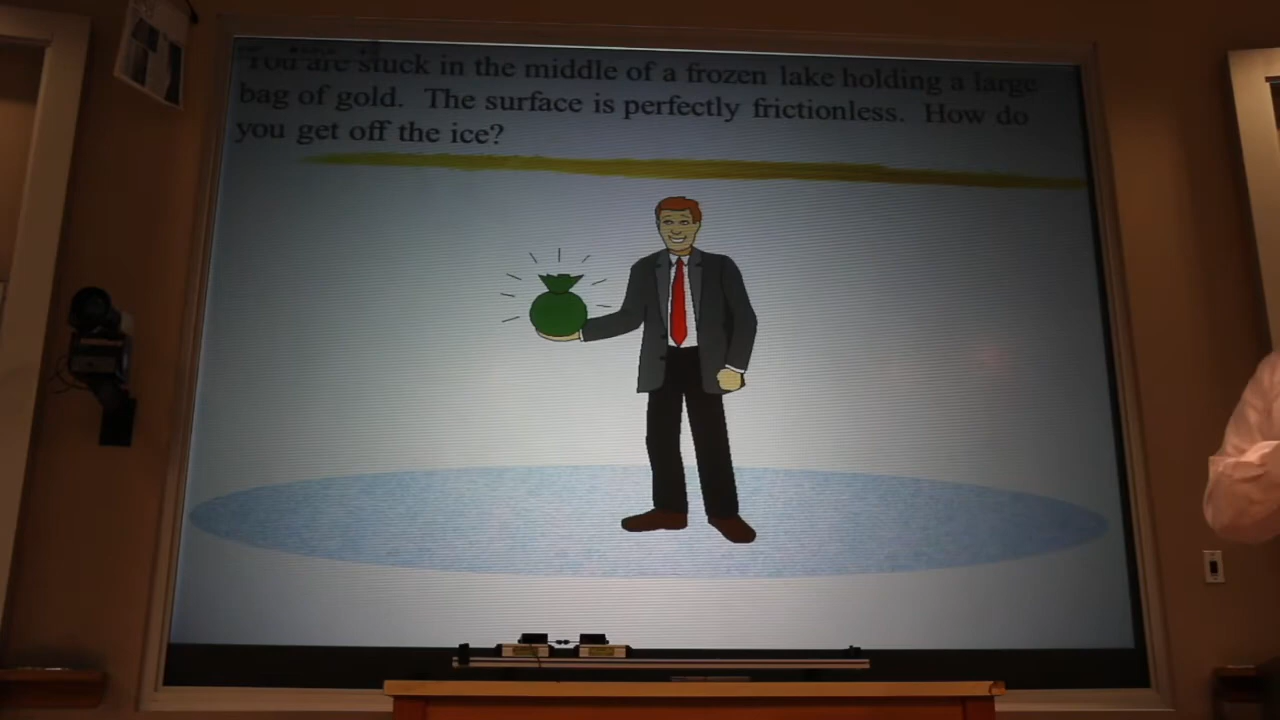 You are stuck in the middle of a frozen lake holding a large
bag of gold. The surface is perfectly frictionless. How do
you get off the ice?